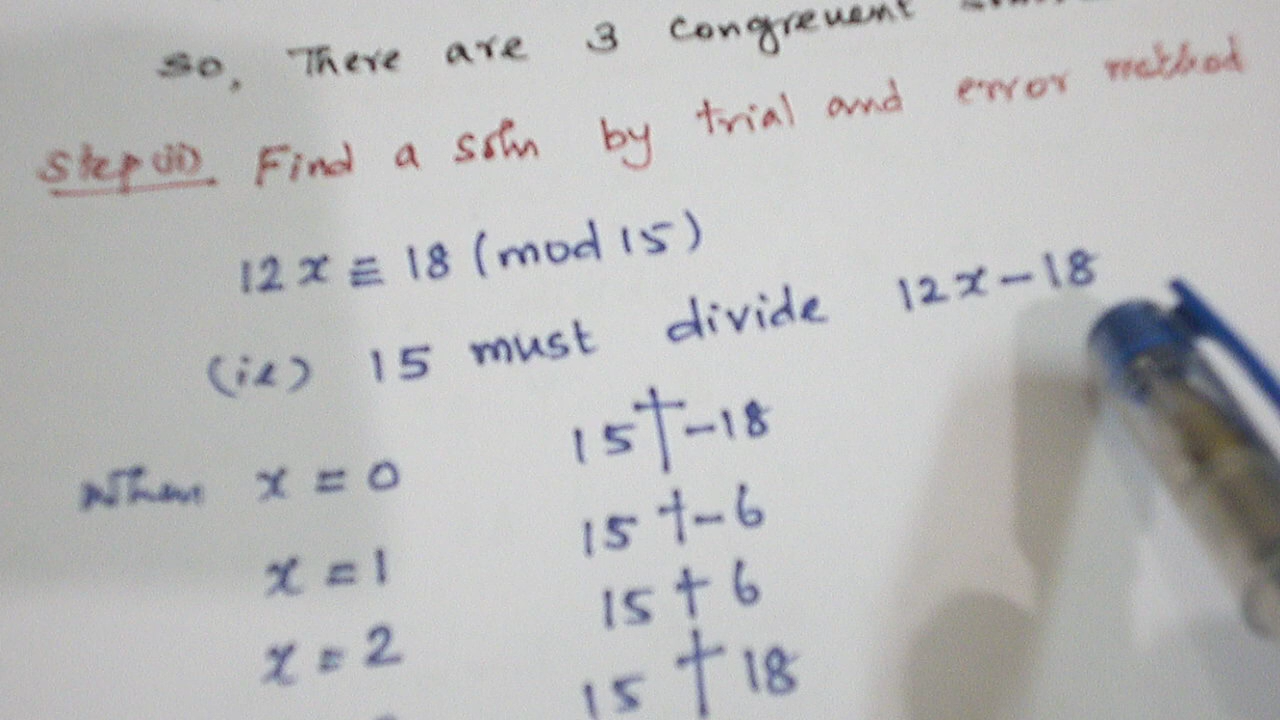 so, There are 3 congreuent
Step (ii) Find a soln by trial and error method
12x ≡ 18 (mod 15)
(ie) 15 must divide 12x-18
When x = 0 15 ∤ -18
x = 1 15 ∤ -6
x = 2 15 ∤ 6
15 ∤ 18